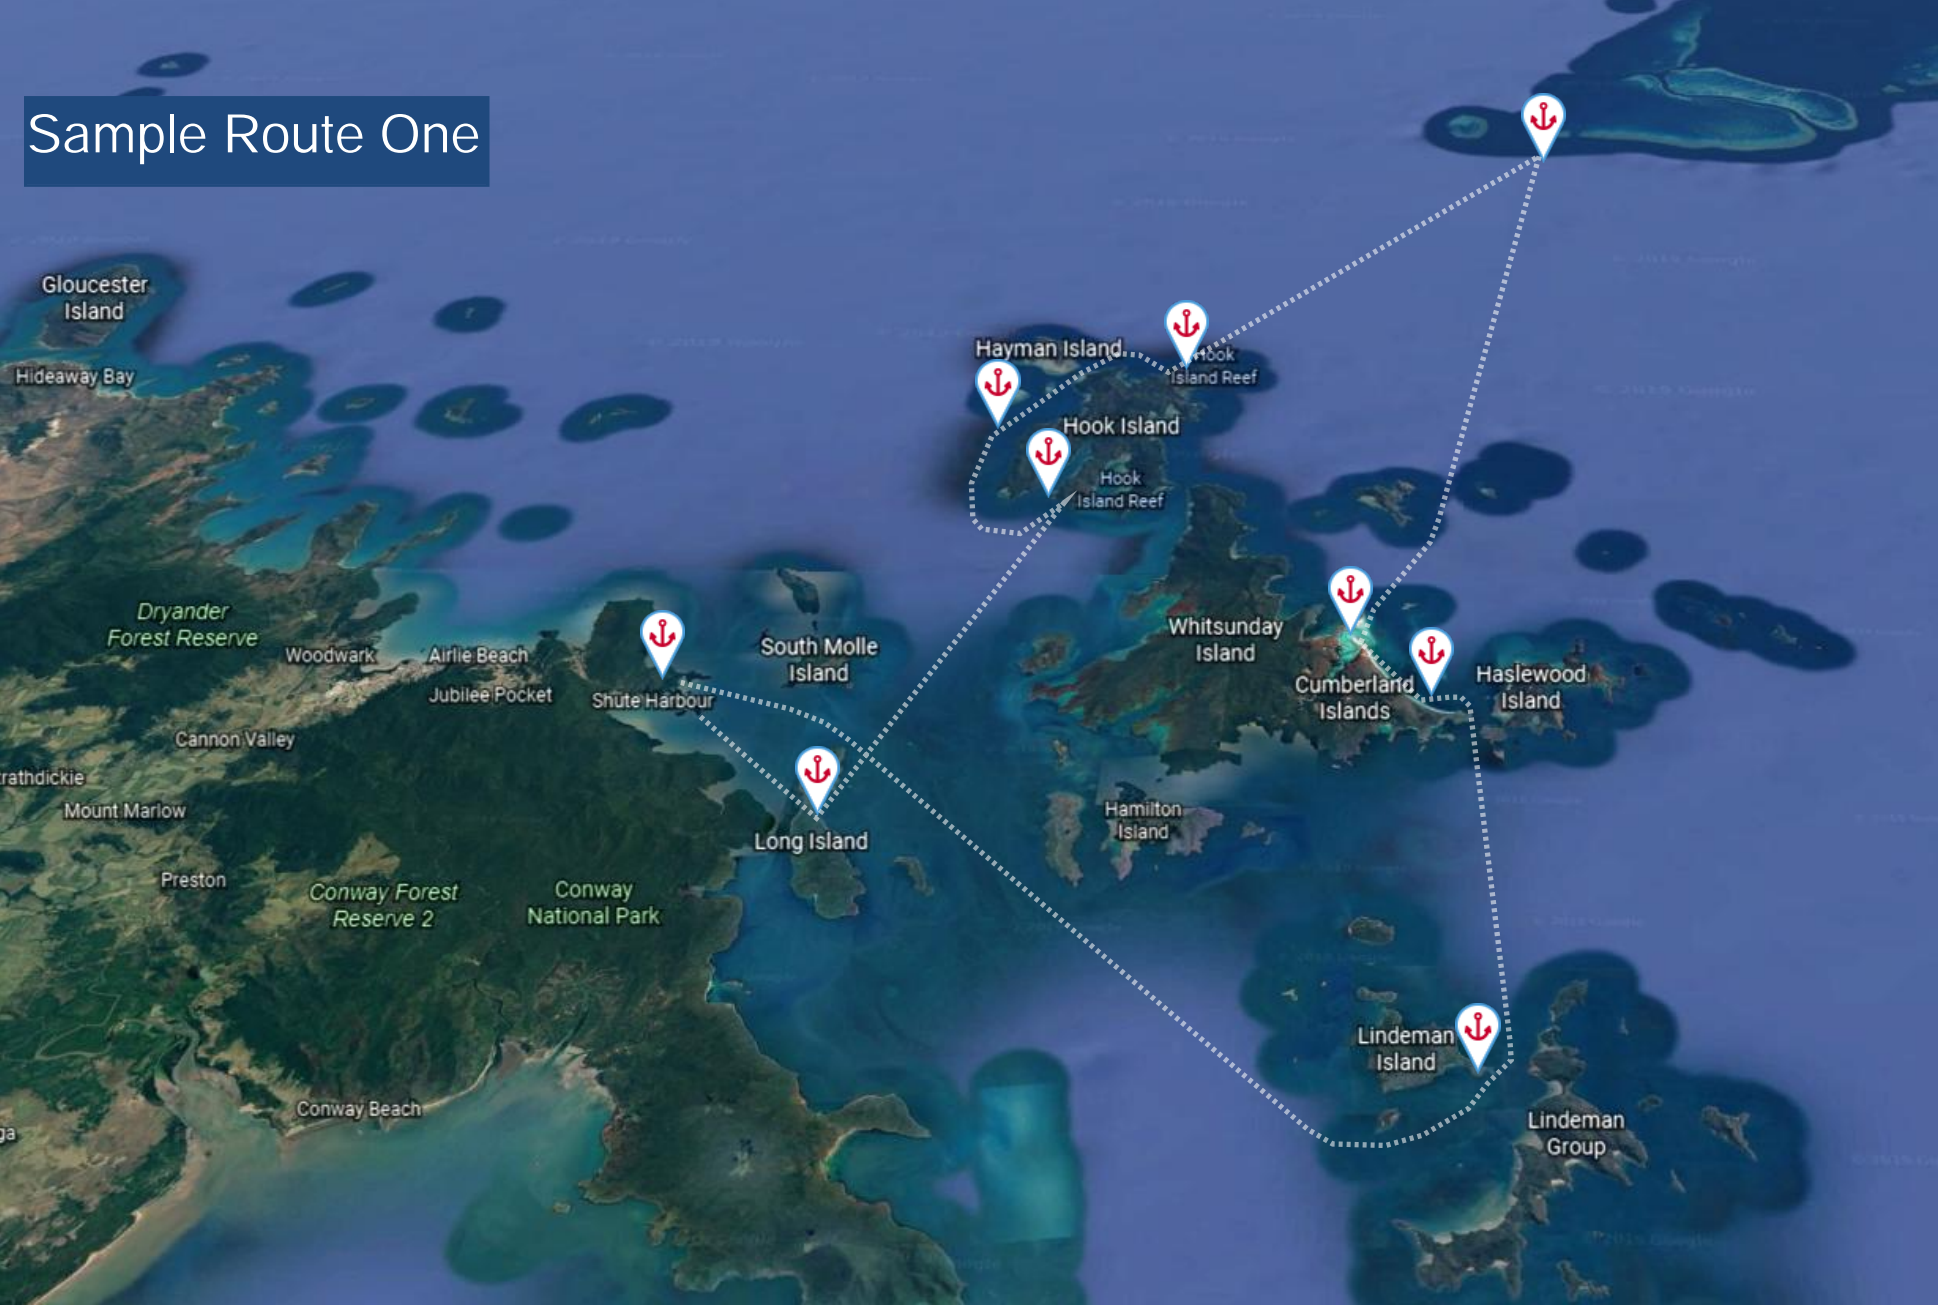 Sample Route One
Gloucester
Island
Hideaway Bay
Hayman Island
Hook
Island Reef
Hook Island
Hook
Island Reef
Dryander
Forest Reserve
Woodwark
Airlie Beach
Jubilee Pocket
Shute Harbour
South Molle
Island
Whitsunday
Island
Cumberland
Islands
Haslewood
Island
Cannon Valley
rathdickie
Mount Marlow
Long Island
Hamilton
Island
Preston
Conway Forest
Reserve 2
Conway
National Park
Lindeman
Island
Conway Beach
ga
Lindeman
Group